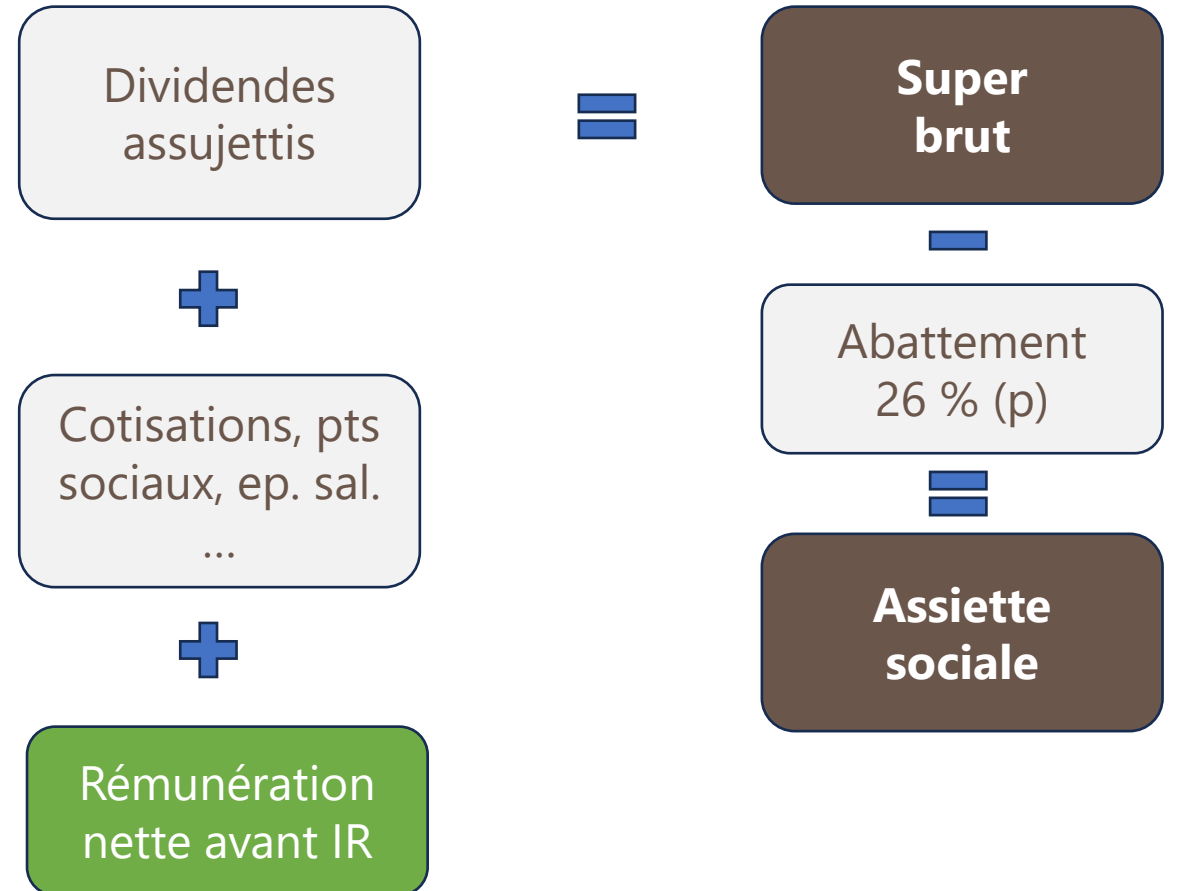 Dividendes
assujettis
Cotisations, pts
sociaux, ep. sal.
…
Rémunération
nette avant IR
Super
brut
Abattement
26 % (p)
Assiette
sociale